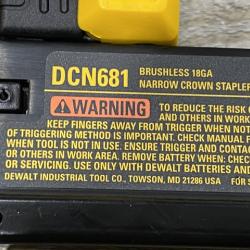 DCN681 BRUSHLESS 18GA
NARROW CROWN STAPLER
WARNING TO REDUCE THE RISK
AND OTHERS IN WORK
KEEP FINGERS AWAY FROM TRIGGER WHEN NOT
OF TRIGGERING METHOD IS IMPORTANT. CHECK MANUAL
WHEN TOOL IS NOT IN USE. ENSURE TRIGGER AND CONTAC
OR OTHERS IN WORK AREA. REMOVE BATTERY WHEN: CHECK
OR SERVICING. USE ONLY WITH DEWALT BATTERIES AND
DEWALT INDUSTRIAL TOOL CO., TOWSON, MD 21286 USA FOR